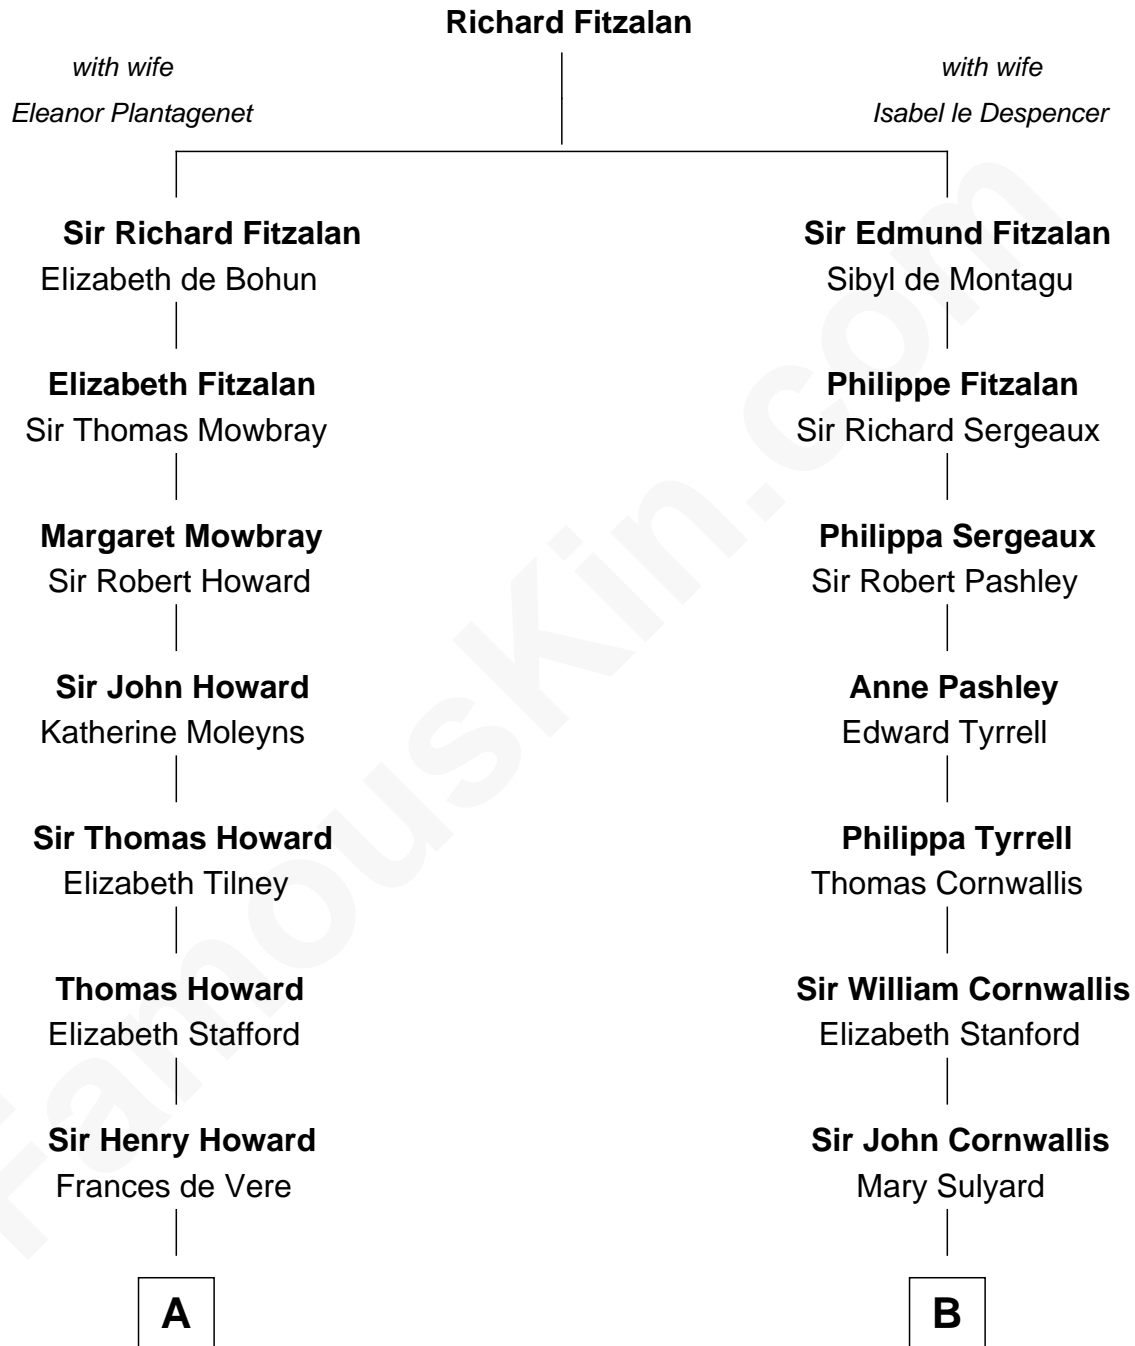 Richard Fitzalan
with wife
Eleanor Plantagenet
with wife
Isabel le Despencer
Sir Richard Fitzalan
Elizabeth de Bohun
Sir Edmund Fitzalan
Sibyl de Montagu
Elizabeth Fitzalan
Sir Thomas Mowbray
Philippe Fitzalan
Sir Richard Sergeaux
Margaret Mowbray
Sir Robert Howard
Philippa Sergeaux
Sir Robert Pashley
Sir John Howard
Katherine Moleyns
Anne Pashley
Edward Tyrrell
Sir Thomas Howard
Elizabeth Tilney
Philippa Tyrrell
Thomas Cornwallis
Thomas Howard
Elizabeth Stafford
Sir William Cornwallis
Elizabeth Stanford
Sir Henry Howard
Frances de Vere
Sir John Cornwallis
Mary Sulyard
A
B
FamousKin.com